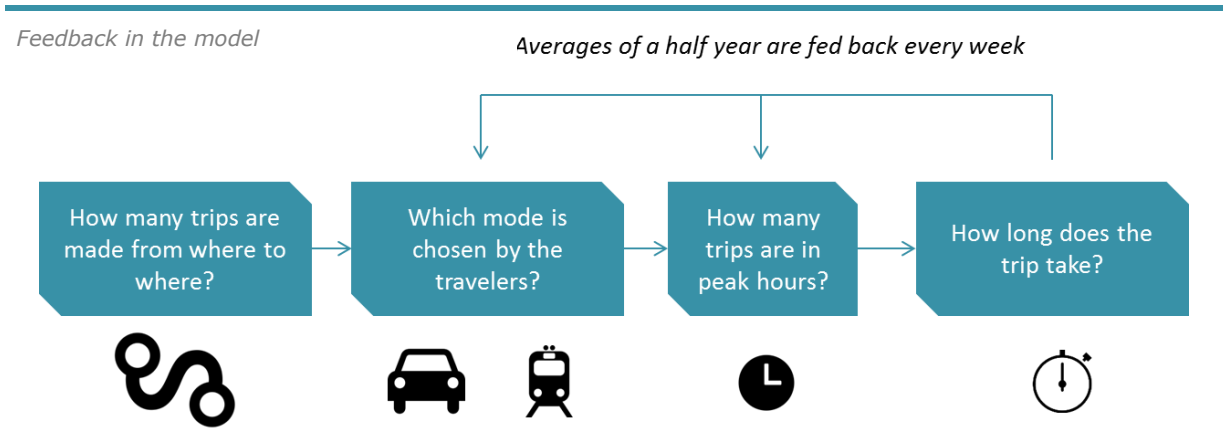 Feedback in the model
Averages of a half year are fed back every week
How many trips are
made from where to
where?
Which mode is
chosen by the
travelers?
How many
trips are in
peak hours?
How long does the
trip take?